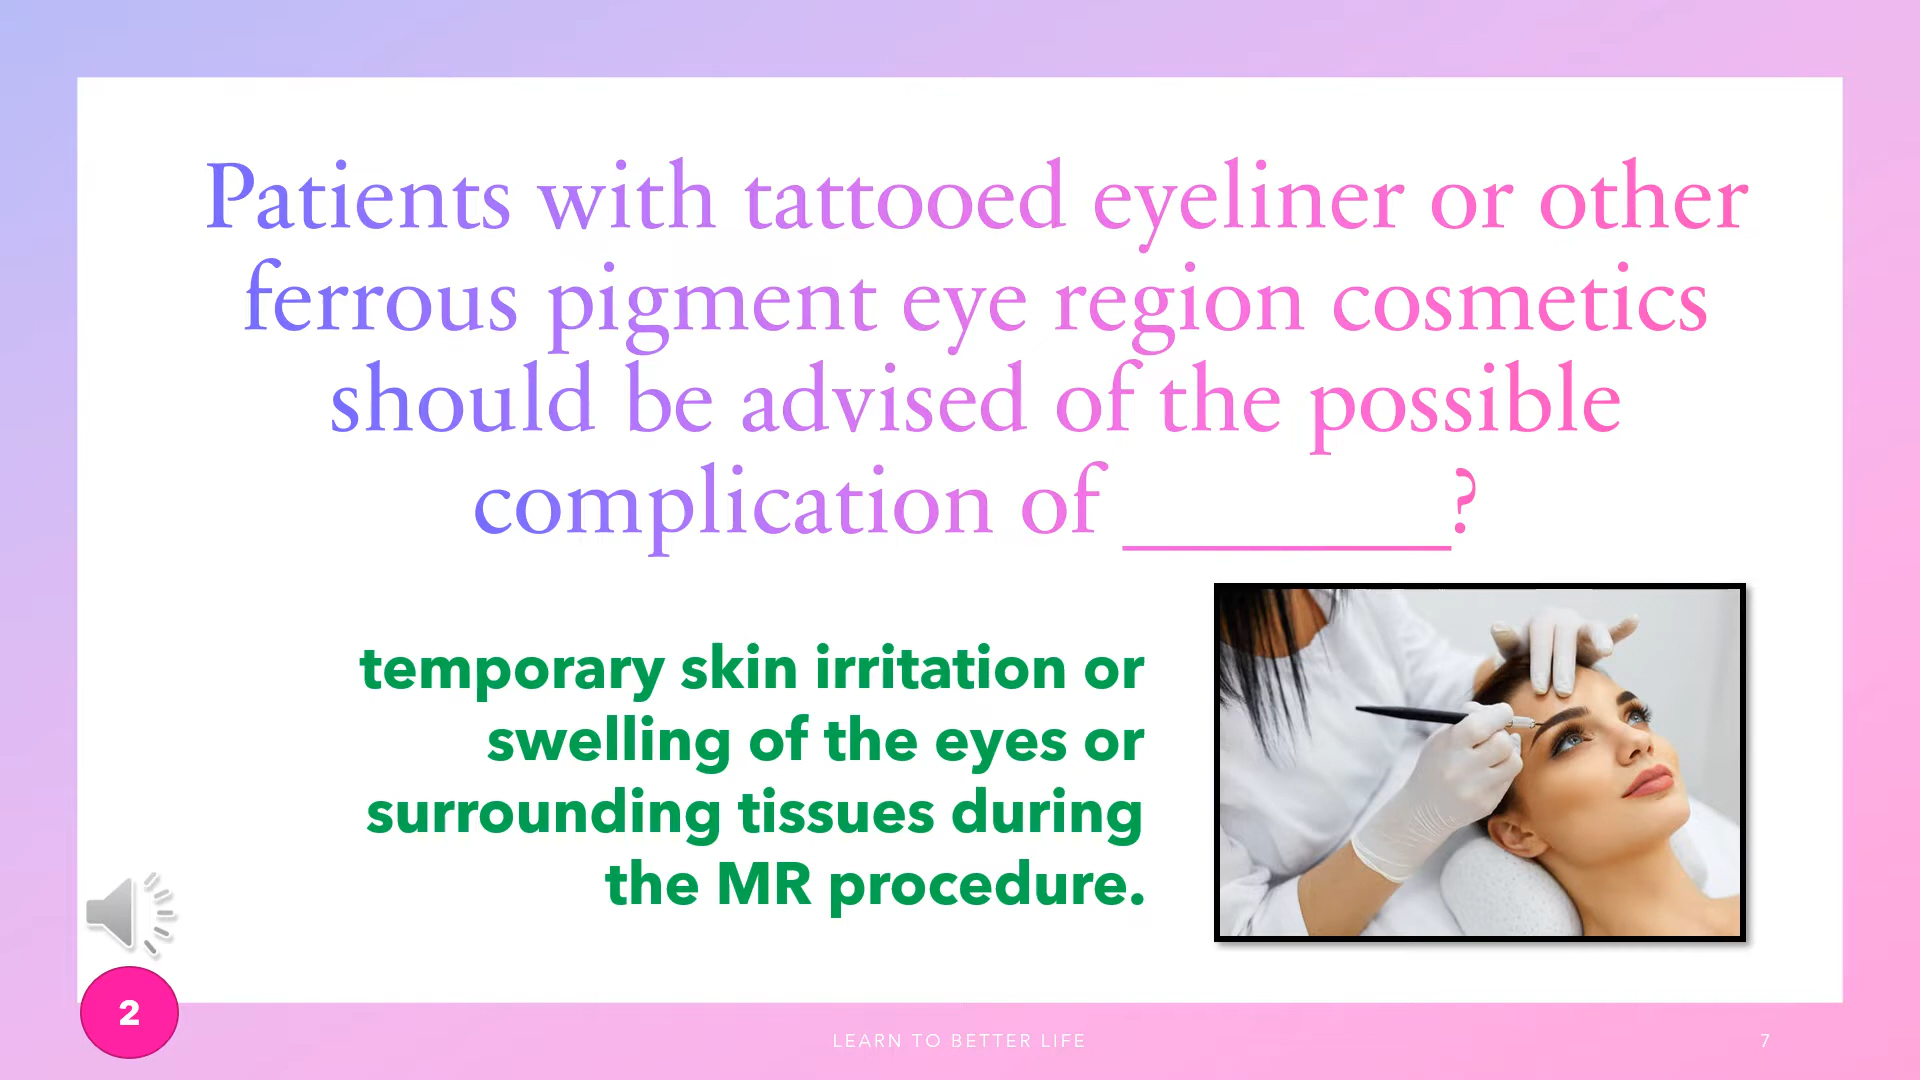 Patients with tattooed eyeliner or other
ferrous pigment eye region cosmetics
should be advised of the possible
complication of ________?
temporary skin irritation or
swelling of the eyes or
surrounding tissues during
the MR procedure.
2
LEARN TO BETTER LIFE
7